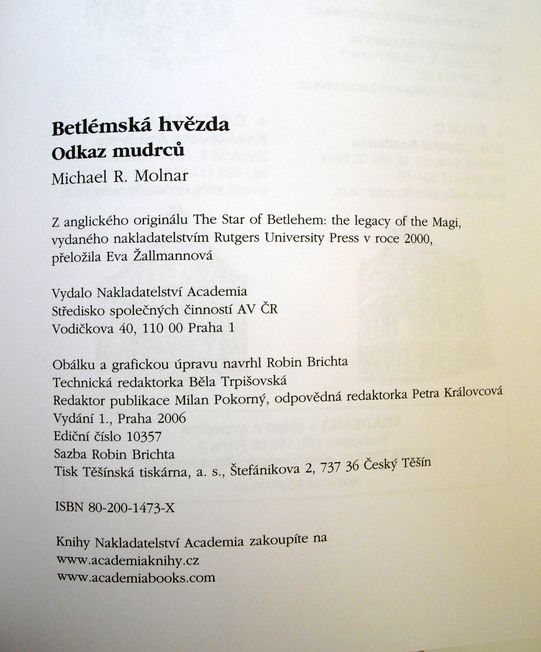 Betlémská hvězda
Odkaz mudrců
Michael R. Molnar
Z anglického originálu The Star of Betlehem: the legacy of the Magi,
vydaného nakladatelstvím Rutgers University Press v roce 2000,
přeložila Eva Žallmannová
Vydalo Nakladatelství Academia
Středisko společných činností AV ČR
Vodičkova 40, 110 00 Praha 1
Obálku a grafickou úpravu navrhl Robin Brichta
Technická redaktorka Běla Trpišovská
Redaktor publikace Milan Pokorný, odpovědná redaktorka Petra Královcová
Vydání 1., Praha 2006
Ediční číslo 10357
Sazba Robin Brichta
Tisk Těšínská tiskárna, a. s., Štefánikova 2, 737 36 Český Těšín
ISBN 80-200-1473-X
Knihy Nakladatelství Academia zakoupíte na
www.academiaknihy.cz
www.academiabooks.com